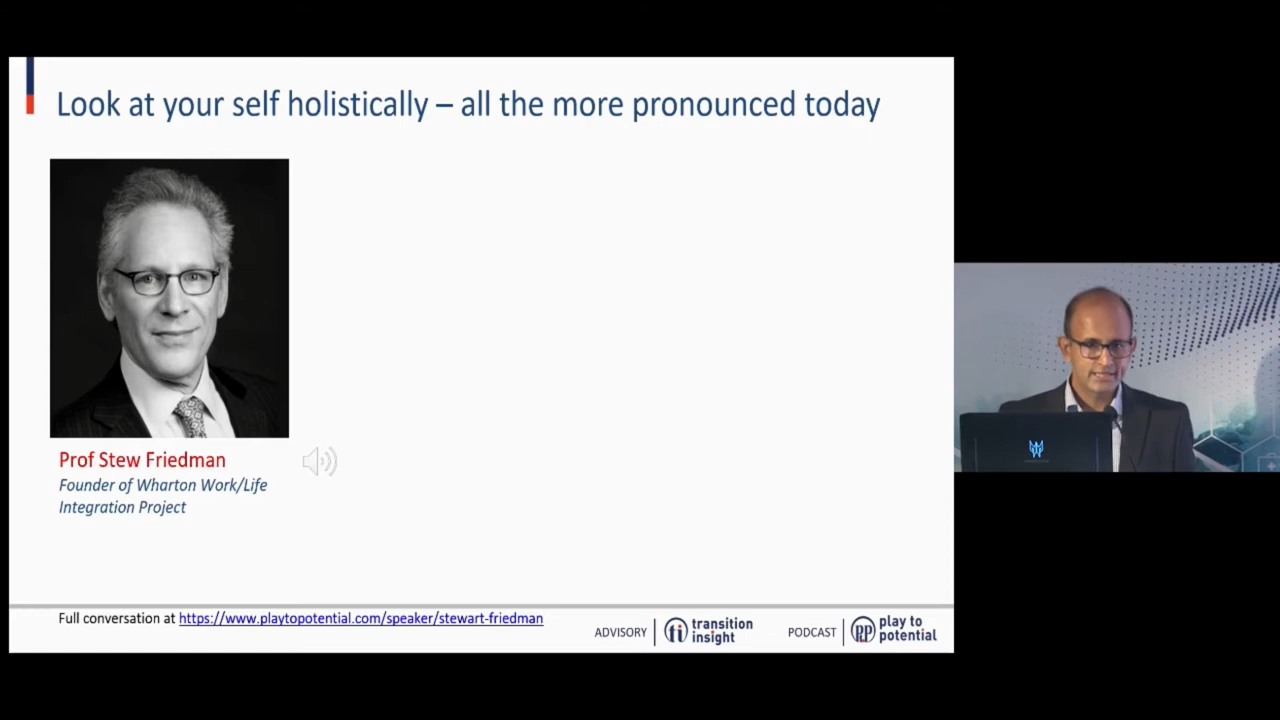 Look at your self holistically – all the more pronounced today
Prof Stew Friedman
Founder of Wharton Work/Life
Integration Project
Full conversation at https://www.playtopotential.com/speaker/stewart-friedman
ADVISORY
transition
insight
PODCAST
play to
potential